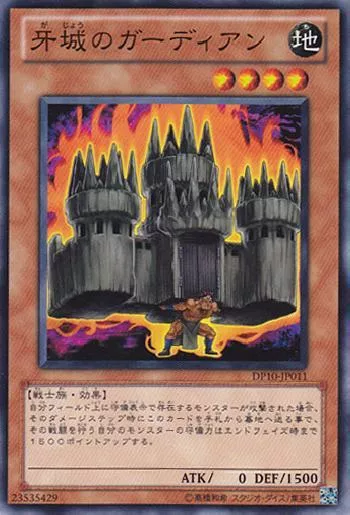 牙城のガーディアン
地
DP10-JP011
【戦士族・効果】
自分フィールド上に守備表示で存在するモンスターが攻撃された場合、
そのダメージステップ時にこのカードを手札から墓地へ送る事で、
その戦闘を行う自分のモンスターの守備力はエンドフェイズ時まで
1500ポイントアップする。
ATK/ 0 DEF/1500
23535429 ©高橋和希 スタジオ・ダイス/集英社